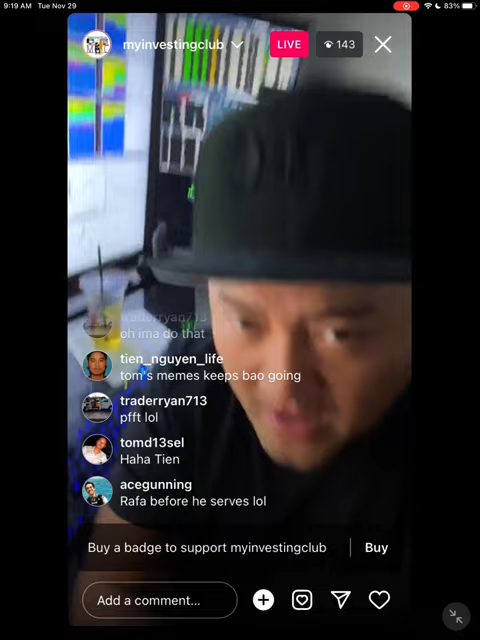 9:19 AM Tue Nov 29
83%
myinvestingclub
LIVE
143
traderryan713
oh ima do that
tien_nguyen_life
tom's memes keeps bao going
traderryan713
pfft lol
tomd13sel
Haha Tien
acegunning
Rafa before he serves lol
Buy a badge to support myinvestingclub
Buy
Add a comment...